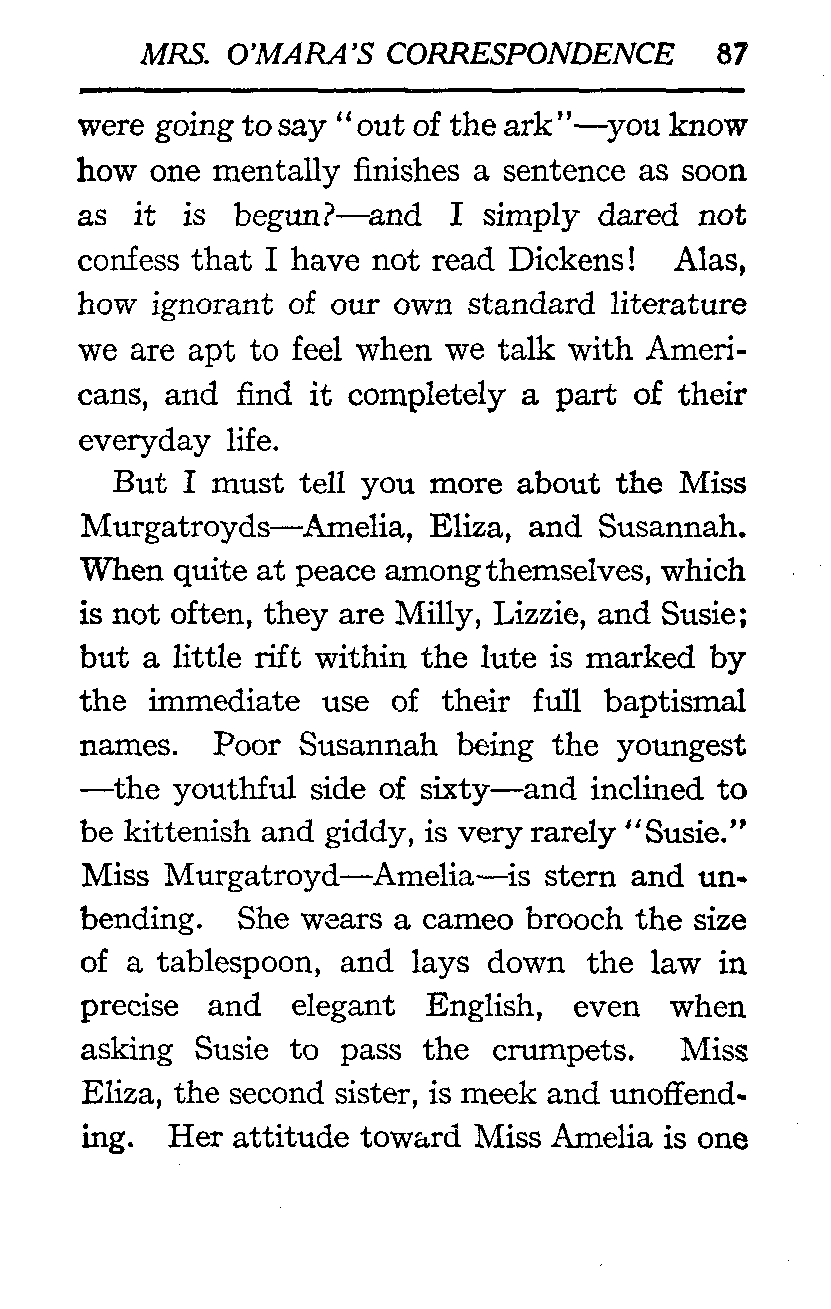 MRS. O'MARA'S CORRESPONDENCE 87
were going to say "out of the ark"—you know
how one mentally finishes a sentence as soon
as it is begun?—and I simply dared not
confess that I have not read Dickens! Alas,
how ignorant of our own standard literature
we are apt to feel when we talk with Ameri-
cans, and find it completely a part of their
everyday life.
But I must tell you more about the Miss
Murgatroyds—Amelia, Eliza, and Susannah.
When quite at peace among themselves, which
is not often, they are Milly, Lizzie, and Susie;
but a little rift within the lute is marked by
the immediate use of their full baptismal
names. Poor Susannah being the youngest
—the youthful side of sixty—and inclined to
be kittenish and giddy, is very rarely "Susie."
Miss Murgatroyd—Amelia—is stern and un-
bending. She wears a cameo brooch the size
of a tablespoon, and lays down the law in
precise and elegant English, even when
asking Susie to pass the crumpets. Miss
Eliza, the second sister, is meek and unoffend-
ing. Her attitude toward Miss Amelia is one